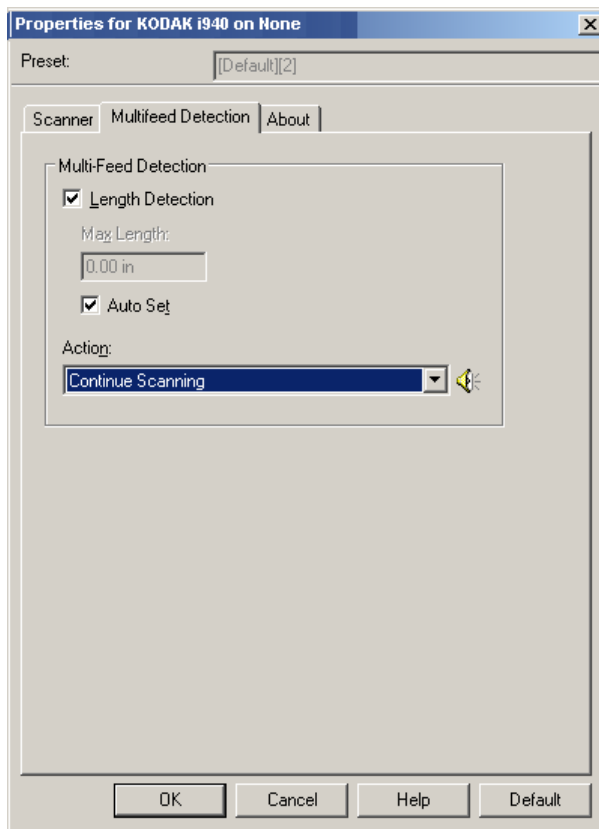 Properties for KODAK i940 on None
Preset: [Default][2]
Scanner Multifeed Detection About
Multi-Feed Detection
Length Detection
Max Length:
0.00 in
Auto Set
Action:
Continue Scanning
OK Cancel Help Default